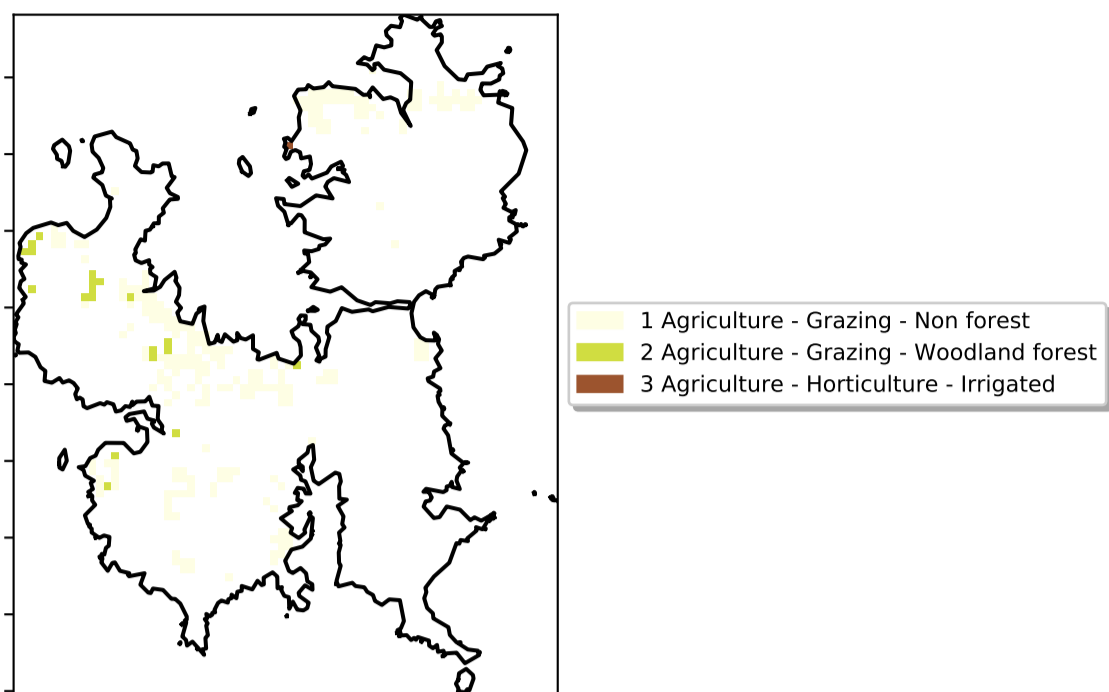 1 Agriculture - Grazing - Non forest
2 Agriculture - Grazing - Woodland forest
3 Agriculture - Horticulture - Irrigated